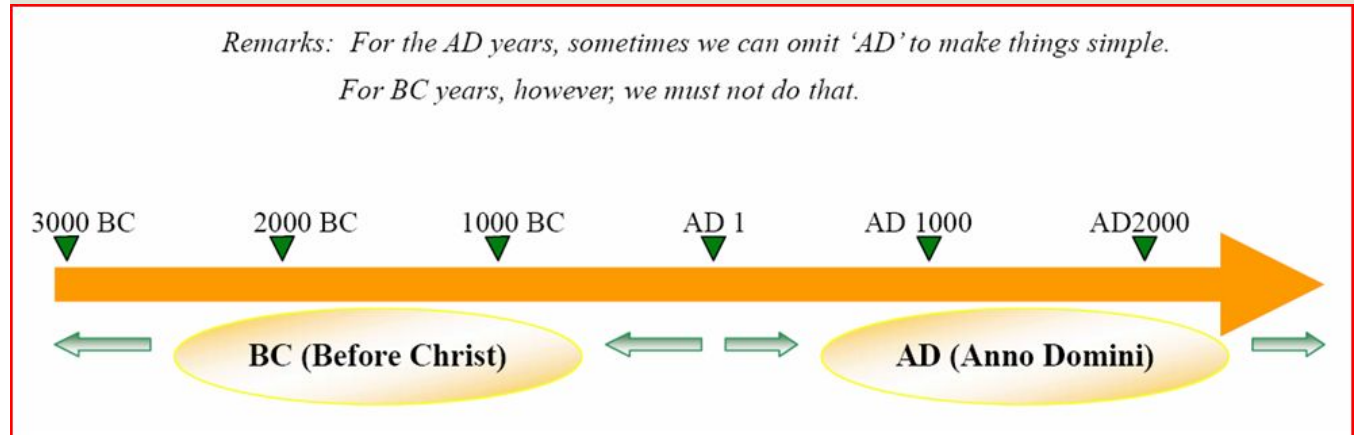 Remarks: For the AD years, sometimes we can omit ‘AD’ to make things simple.
For BC years, however, we must not do that.
3000 BC 2000 BC 1000 BC AD 1 AD 1000 AD2000
BC (Before Christ) AD (Anno Domini)